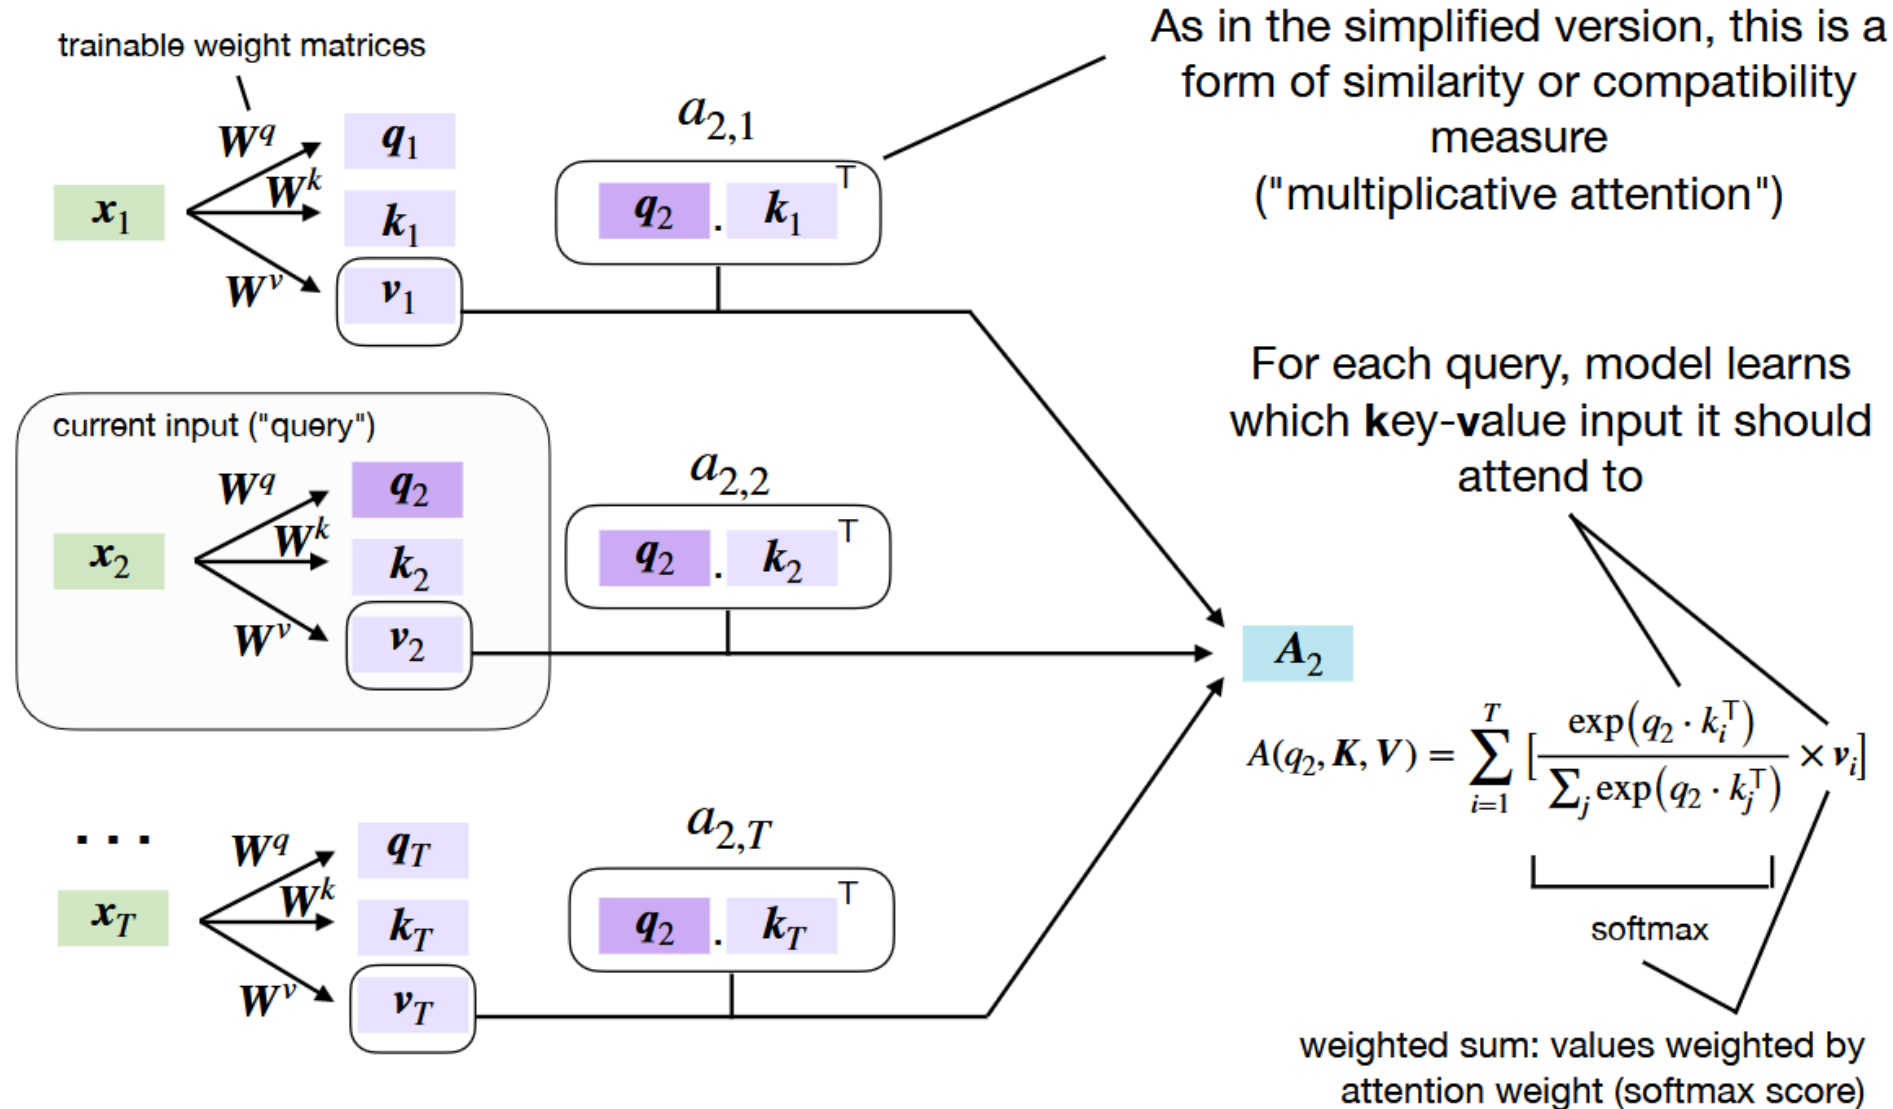 trainable weight matrices
As in the simplified version, this is a
form of similarity or compatibility
measure
("multiplicative attention")
W^q
q_1
a_{2,1}
x_1
W^k
k_1
q_2 . k_1^⊤
W^v
v_1
For each query, model learns
which key-value input it should
attend to
current input ("query")
W^q
q_2
a_{2,2}
x_2
W^k
k_2
q_2 . k_2^⊤
W^v
v_2
A_2
A(q_2, K, V) = \sum_{i=1}^{T} [ \frac{exp(q_2 · k_i^⊤)}{\sum_j exp(q_2 · k_j^⊤)} × v_i ]
softmax
. . .
W^q
q_T
a_{2,T}
x_T
W^k
k_T
q_2 . k_T^⊤
W^v
v_T
weighted sum: values weighted by
attention weight (softmax score)